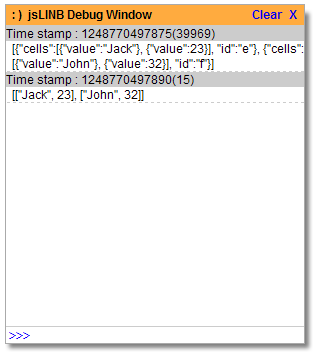 : ) jsLINB Debug Window Clear X
Time stamp : 1248770497875(39969)
[{"cells":[{"value":"Jack"}, {"value":23}], "id":"e"}, {"cells":
[{"value":"John"}, {"value":32}], "id":"f"}]
Time stamp : 1248770497890(15)
[["Jack", 23], ["John", 32]]
>>>